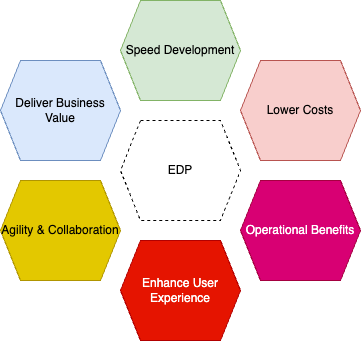 Speed Development
Deliver Business
Value
Lower Costs
EDP
Agility & Collaboration
Operational Benefits
Enhance User
Experience